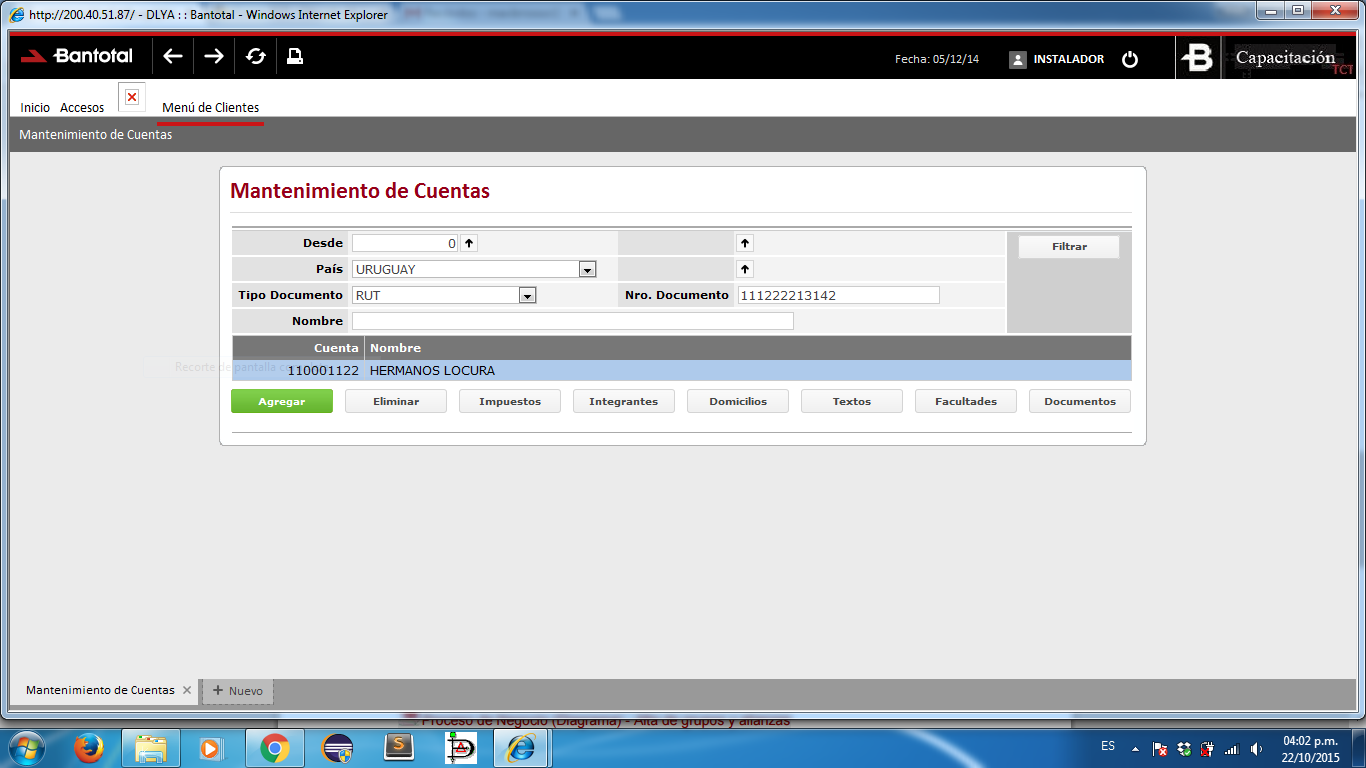 http://200.40.51.87/ - DLYA : : Bantotal - Windows Internet Explorer
Bantotal
Fecha: 05/12/14
INSTALADOR
B
Capacitación
TCT
Inicio Accesos Menú de Clientes
Mantenimiento de Cuentas
Mantenimiento de Cuentas
Desde 0
Filtrar
País URUGUAY
Tipo Documento RUT Nro. Documento 111222213142
Nombre
Cuenta Nombre
Recorte de pantalla
110001122 HERMANOS LOCURA
Agregar Eliminar Impuestos Integrantes Domicilios Textos Facultades Documentos
Mantenimiento de Cuentas × + Nuevo
Proceso de Negocio (Diagrama) - Alta de grupos y alianzas
ES
04:02 p.m.
22/10/2015